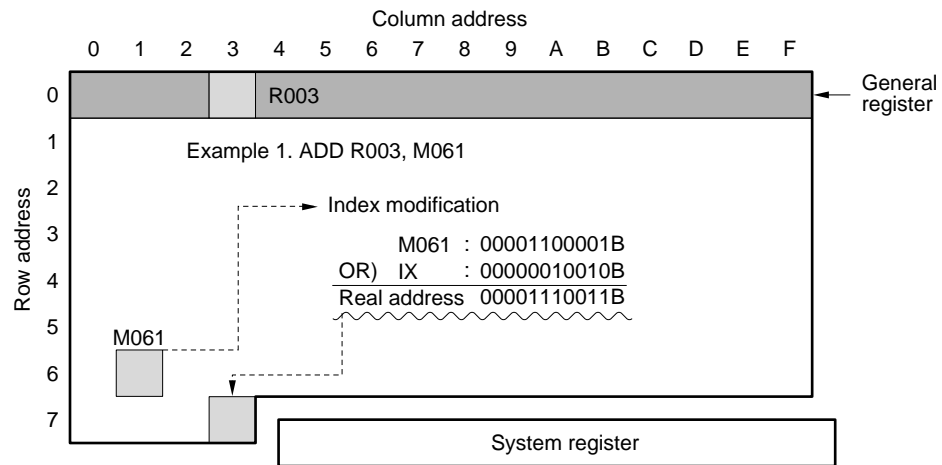 Column address
0 1 2 3 4 5 6 7 8 9 A B C D E F
0 R003 General register
1
Example 1. ADD R003, M061
2
Index modification
3
M061 : 00001100001B
4 OR) IX : 00000010010B
Real address 00001110011B
5
M061
6
7
Row address
System register